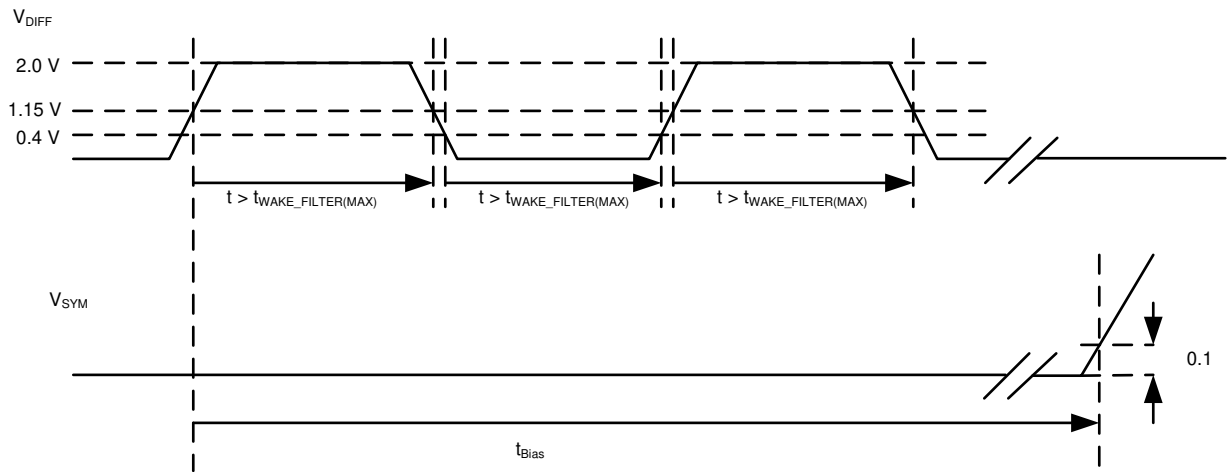 VDIFF
2.0 V
1.15 V
0.4 V
t > tWAKE_FILTER(MAX) t > tWAKE_FILTER(MAX) t > tWAKE_FILTER(MAX)
VSYM
0.1
tBias